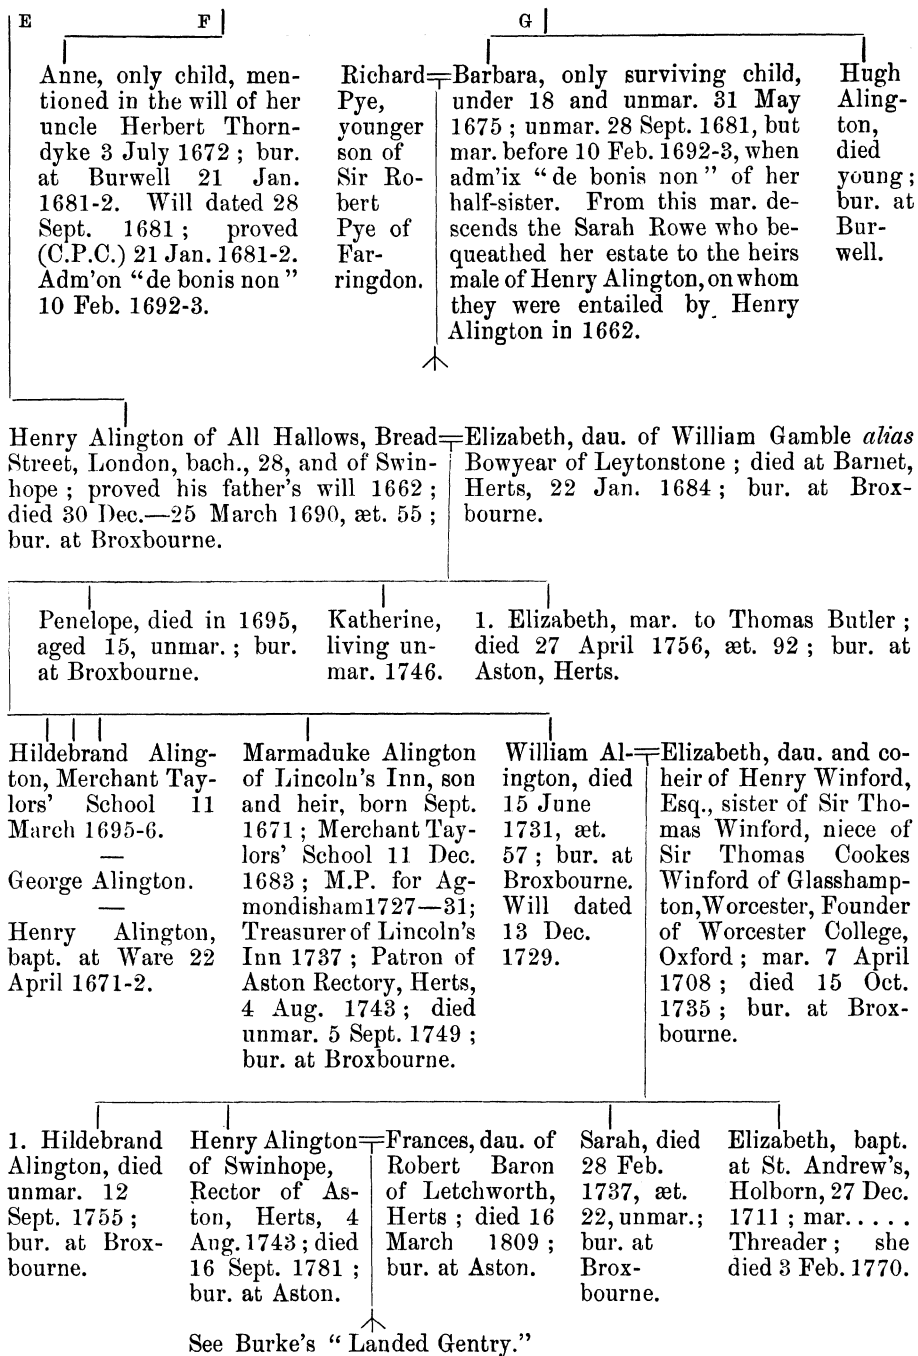 E
F
G
Anne, only child, men-
tioned in the will of her
uncle Herbert Thorn-
dyke 3 July 1672 ; bur.
at Burwell 21 Jan.
1681-2. Will dated 28
Sept. 1681 ; proved
(C.P.C.) 21 Jan. 1681-2.
Adm'on “de bonis non”
10 Feb. 1692-3.
Richard
Pye,
younger
son of
Sir Ro-
bert
Pye of
Far-
ringdon.
Barbara, only surviving child,
under 18 and unmar. 31 May
1675 ; unmar. 28 Sept. 1681, but
mar. before 10 Feb. 1692-3, when
adm'ix “de bonis non” of her
half-sister. From this mar. de-
scends the Sarah Rowe who be-
queathed her estate to the heirs
male of Henry Alington, on whom
they were entailed by Henry
Alington in 1662.
Hugh
Aling-
ton,
died
young ;
bur. at
Bur-
well.
Henry Alington of All Hallows, Bread
Street, London, bach., 28, and of Swin-
hope ; proved his father's will 1662 ;
died 30 Dec.—25 March 1690, æt. 55 ;
bur. at Broxbourne.
Elizabeth, dau. of William Gamble alias
Bowyear of Leytonstone ; died at Barnet,
Herts, 22 Jan. 1684 ; bur. at Brox-
bourne.
Penelope, died in 1695,
aged 15, unmar. ; bur.
at Broxbourne.
Katherine,
living un-
mar. 1746.
1. Elizabeth, mar. to Thomas Butler ;
died 27 April 1756, æt. 92 ; bur. at
Aston, Herts.
Hildebrand Aling-
ton, Merchant Tay-
lors' School 11
March 1695-6.
—
George Alington.
—
Henry Alington,
bapt. at Ware 22
April 1671-2.
Marmaduke Alington
of Lincoln's Inn, son
and heir, born Sept.
1671 ; Merchant Tay-
lors' School 11 Dec.
1683 ; M.P. for Ag-
mondisham 1727—31;
Treasurer of Lincoln's
Inn 1737 ; Patron of
Aston Rectory, Herts,
4 Aug. 1743 ; died
unmar. 5 Sept. 1749 ;
bur. at Broxbourne.
William Al-
ington, died
15 June
1731, æt.
57 ; bur. at
Broxbourne.
Will dated
13 Dec.
1729.
Elizabeth, dau. and co-
heir of Henry Winford,
Esq., sister of Sir Tho-
mas Winford, niece of
Sir Thomas Cookes
Winford of Glasshamp-
ton, Worcester, Founder
of Worcester College,
Oxford ; mar. 7 April
1708 ; died 15 Oct.
1735 ; bur. at Brox-
bourne.
1. Hildebrand
Alington, died
unmar. 12
Sept. 1755 ;
bur. at Brox-
bourne.
Henry Alington
of Swinhope,
Rector of As-
ton, Herts, 4
Aug. 1743 ; died
16 Sept. 1781 ;
bur. at Aston.
Frances, dau. of
Robert Baron
of Letchworth,
Herts ; died 16
March 1809 ;
bur. at Aston.
Sarah, died
28 Feb.
1737, æt.
22, unmar.;
bur. at
Brox-
bourne.
Elizabeth, bapt.
at St. Andrew's,
Holborn, 27 Dec.
1711 ; mar.....
Threader ; she
died 3 Feb. 1770.
See Burke's “Landed Gentry.”